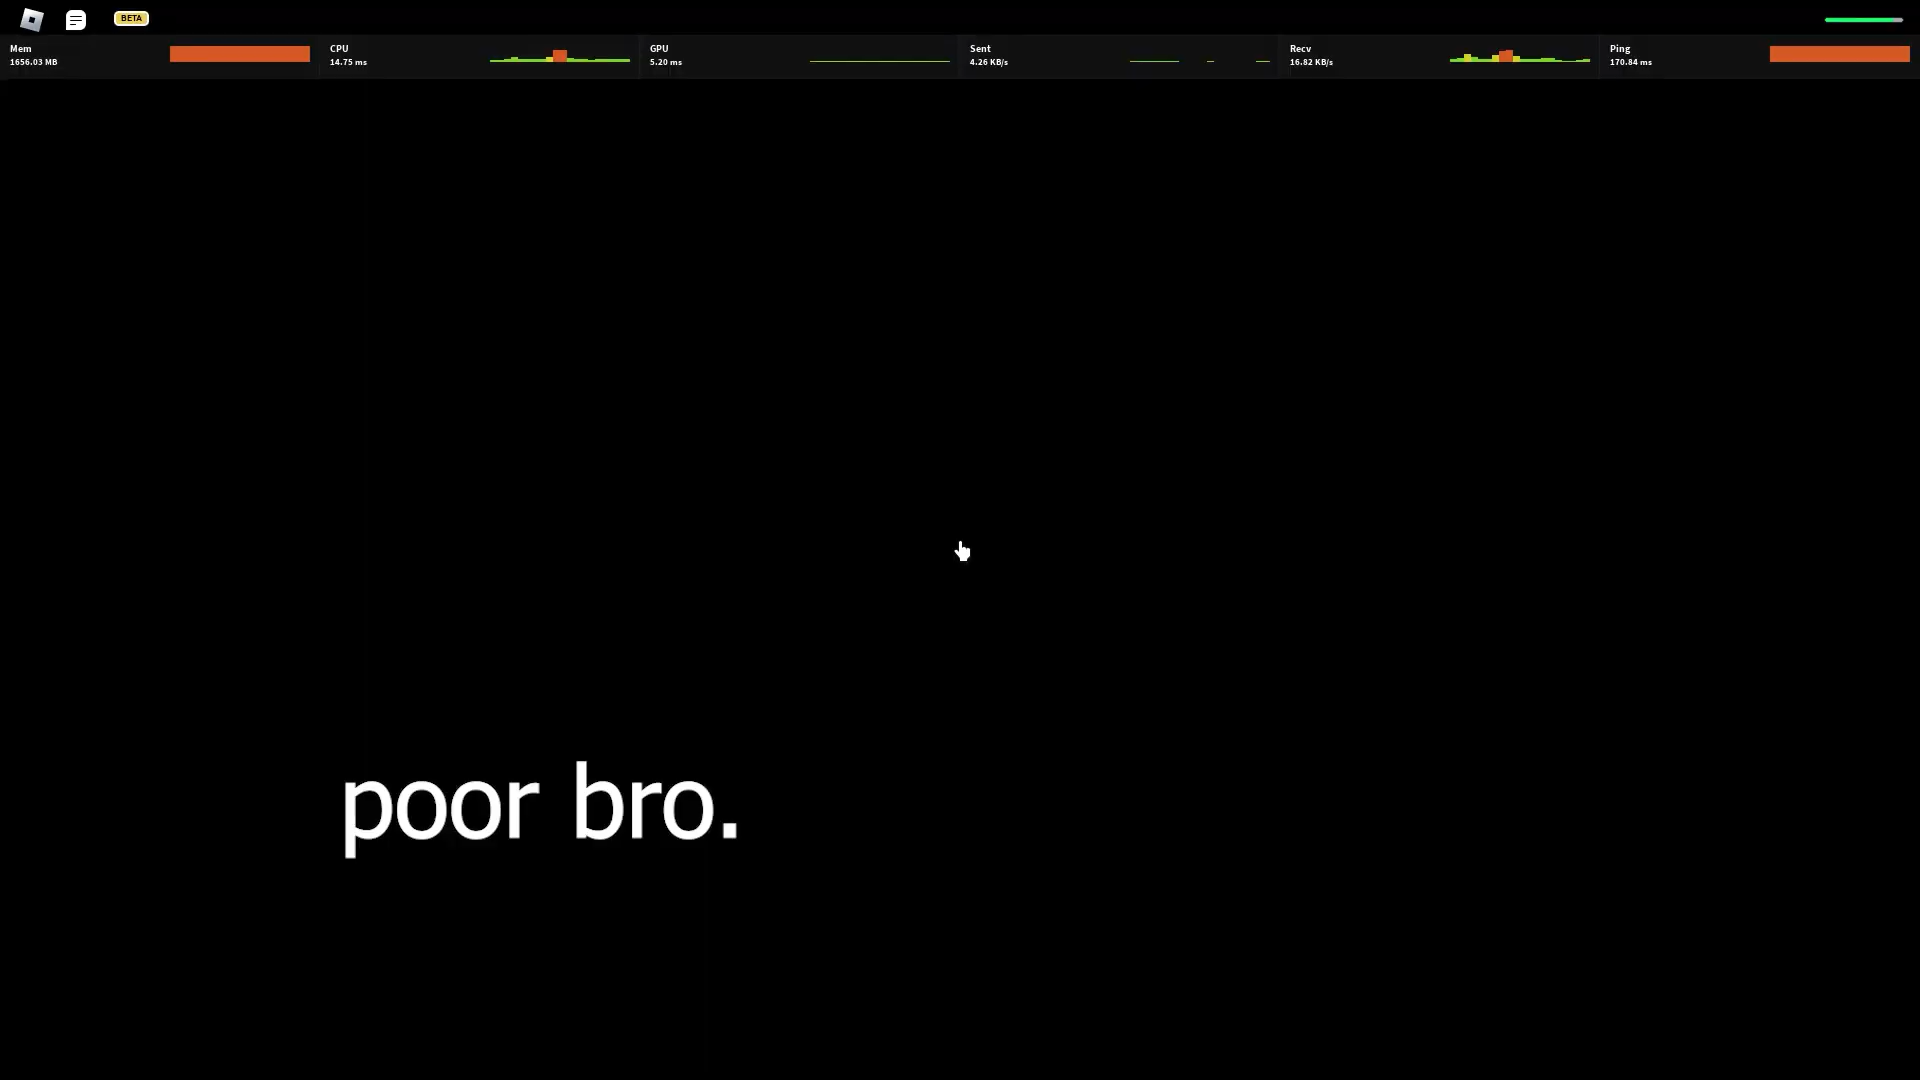 BETA
Mem
1656.03 MB
CPU
14.75 ms
GPU
5.20 ms
Sent
4.26 KB/s
Recv
16.82 KB/s
Ping
170.84 ms
poor bro.